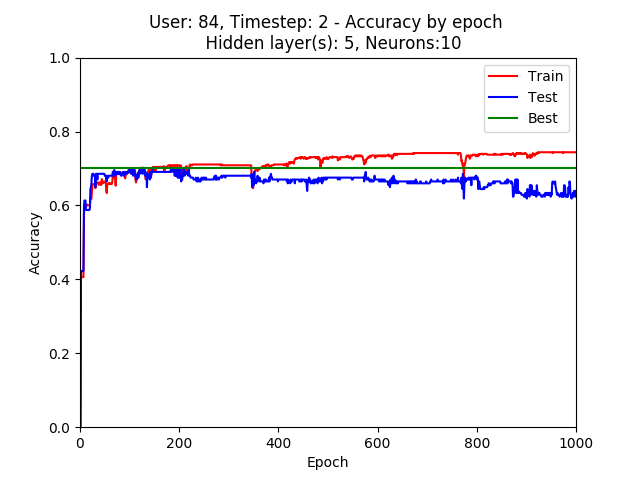 User: 84, Timestep: 2 - Accuracy by epoch
Hidden layer(s): 5, Neurons:10
1.0
0.8
0.6
0.4
0.2
0.0
Accuracy
Train
Test
Best
0 200 400 600 800 1000
Epoch